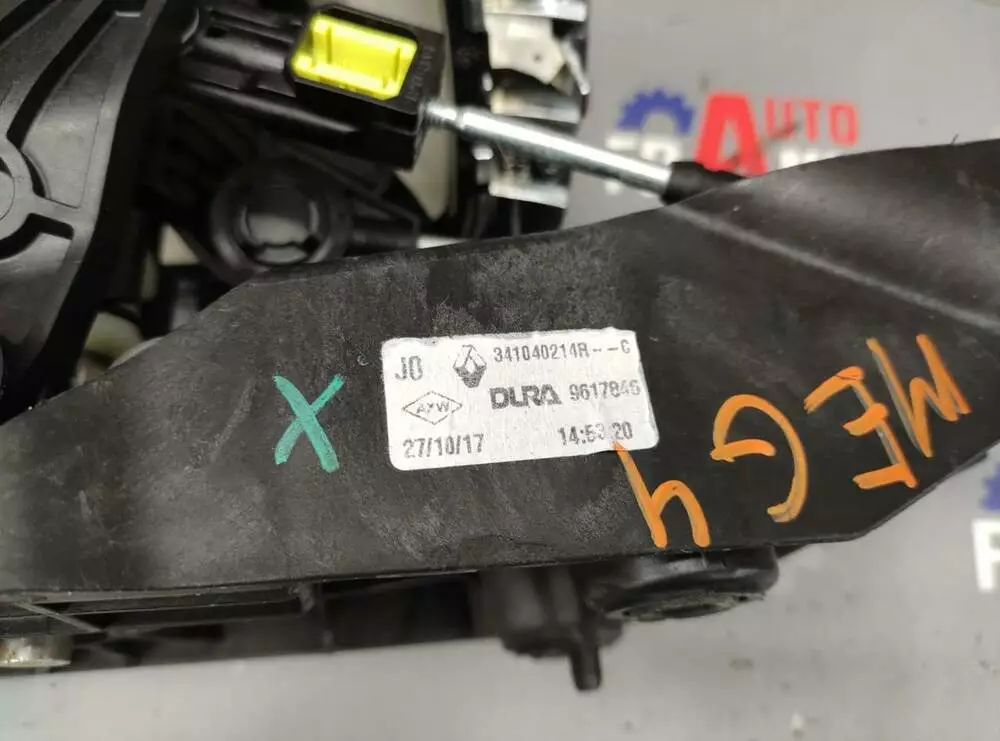 AUTO
J0
341040214R--C
AYW
DURA 9617846
27/10/17
14:53:20
X
MEG4